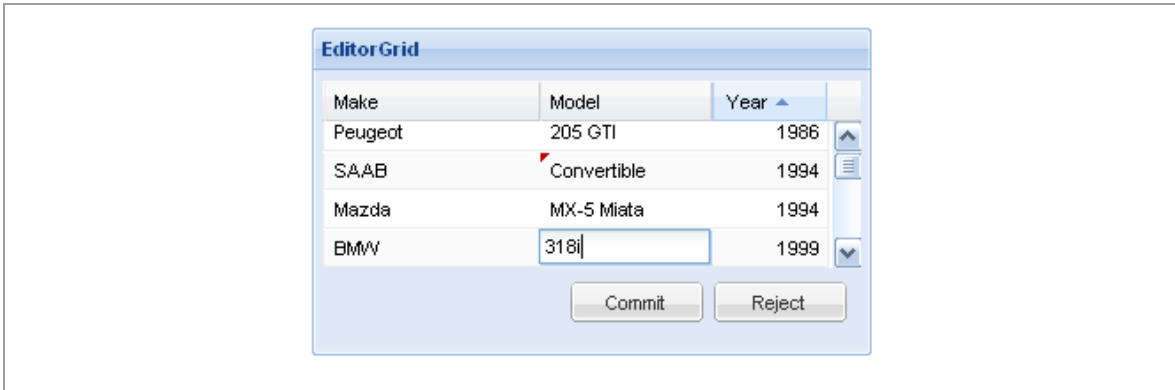 EditorGrid
Make Model Year
Peugeot 205 GTI 1986
SAAB Convertible 1994
Mazda MX-5 Miata 1994
BMW 318i 1999
Commit Reject